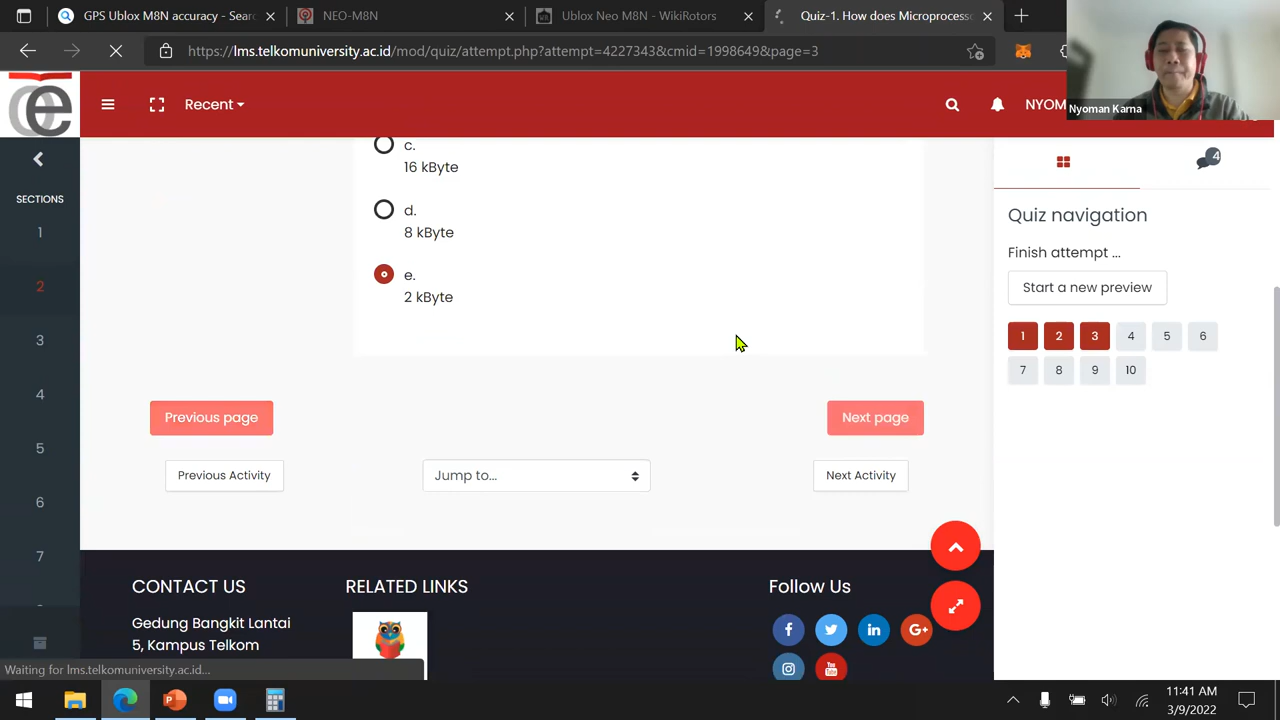 GPS Ublox M8N accuracy - Sear
NEO-M8N
Ublox Neo M8N - WikiRotors
Quiz-1. How does Microprocess
https://lms.telkomuniversity.ac.id/mod/quiz/attempt.php?attempt=4227343&cmid=1998649&page=3
Nyoman Karna
Recent
NYOM
SECTIONS
1
2
3
4
5
6
7
c.
16 kByte
d.
8 kByte
e.
2 kByte
Previous page
Next page
Previous Activity
Jump to...
Next Activity
4
Quiz navigation
Finish attempt ...
Start a new preview
1 2 3 4 5 6
7 8 9 10
CONTACT US
Gedung Bangkit Lantai
5, Kampus Telkom
RELATED LINKS
Follow Us
Waiting for lms.telkomuniversity.ac.id...
11:41 AM
3/9/2022